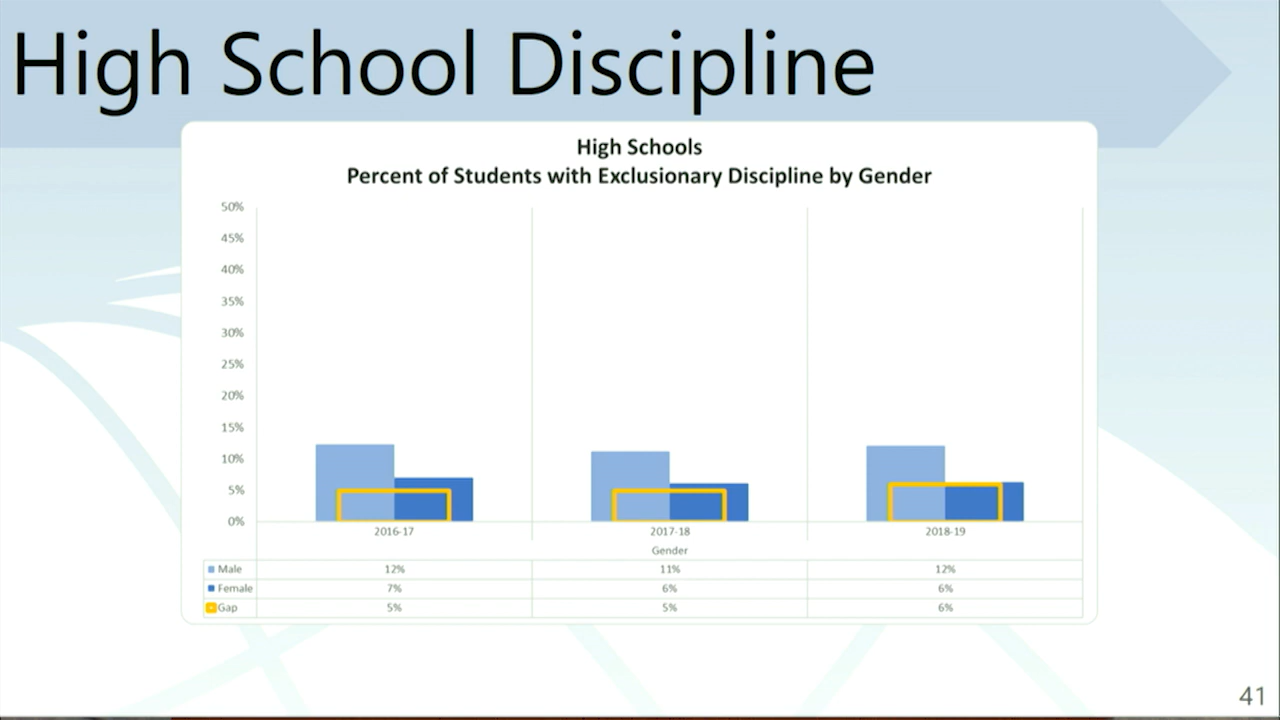 High School Discipline
High Schools
Percent of Students with Exclusionary Discipline by Gender
50%
45%
40%
35%
30%
25%
20%
15%
10%
5%
0%
2016-17 2017-18 2018-19
Gender
Male 12% 11% 12%
Female 7% 6% 6%
Gap 5% 5% 6%
41